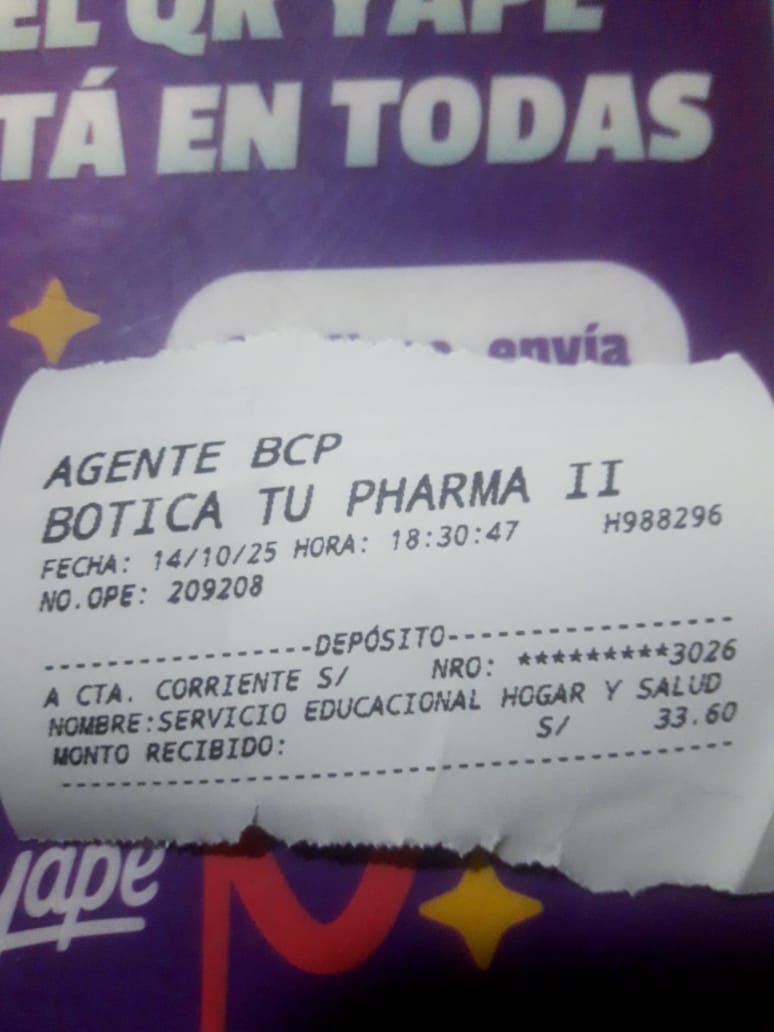 EL QR YAPE
TÁ EN TODAS
envía
AGENTE BCP
BOTICA TU PHARMA II
FECHA: 14/10/25 HORA: 18:30:47 H988296
NO.OPE: 209208
-----------------DEPÓSITO------------------
A CTA. CORRIENTE S/ NRO: *********3026
NOMBRE:SERVICIO EDUCACIONAL HOGAR Y SALUD
MONTO RECIBIDO: S/ 33.60
yape